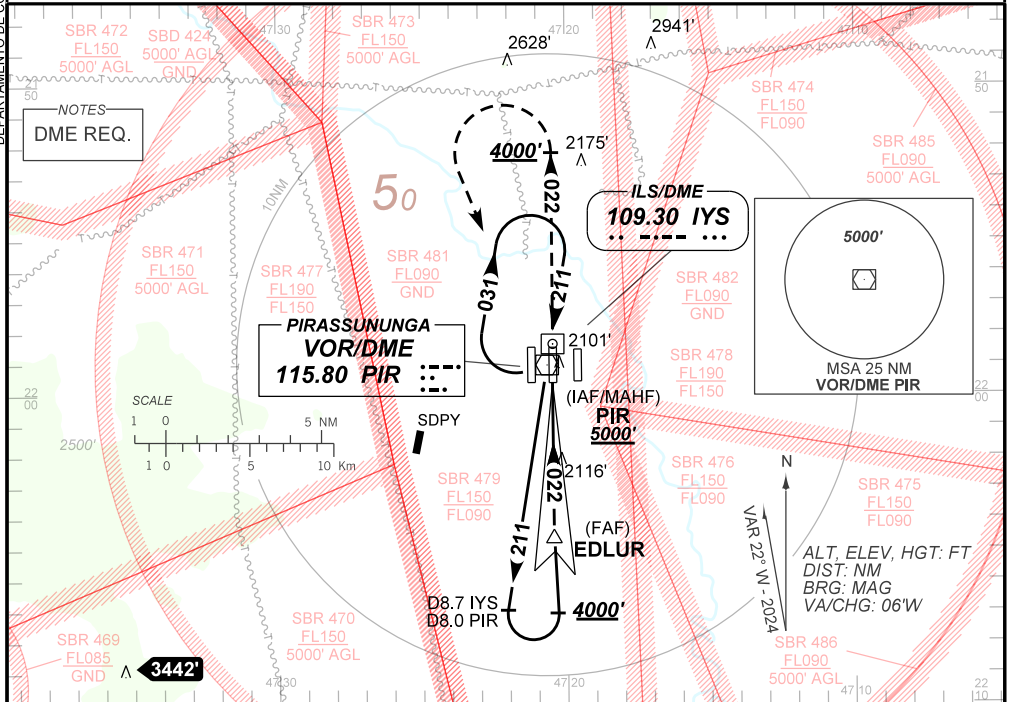 SBR 472
FL150
5000' AGL
SBD 424
5000' AGL
GND
47 30
SBR 473
FL150
5000' AGL
2628'
47 20
2941'
47 10
21
50
21
50
NOTES
DME REQ.
SBR 474
FL150
FL090
SBR 485
FL090
5000' AGL
10NM
50
4000'
2175'
022
ILS/DME
109.30 IYS
5000'
MSA 25 NM
VOR/DME PIR
SBR 471
FL150
5000' AGL
SBR 477
FL190
FL150
SBR 481
FL090
GND
031
211
SBR 482
FL090
GND
PIRASSUNUNGA
VOR/DME
115.80 PIR
2101'
SBR 478
FL190
FL150
22
00
22
00
(IAF/MAHF)
PIR
5000'
SCALE
1 0 5 NM
1 0 5 10 Km
2500'
SDPY
2116'
022
SBR 479
FL150
FL090
SBR 476
FL150
FL090
SBR 475
FL150
FL090
N
VAR 22° W - 2024
211
(FAF)
EDLUR
ALT, ELEV, HGT: FT
DIST: NM
BRG: MAG
VA/CHG: 06'W
D8.7 IYS
D8.0 PIR
4000'
SBR 469
FL085
GND
3442'
SBR 470
FL150
5000' AGL
SBR 486
FL090
5000' AGL
47 30
47 20
47 10
22
10